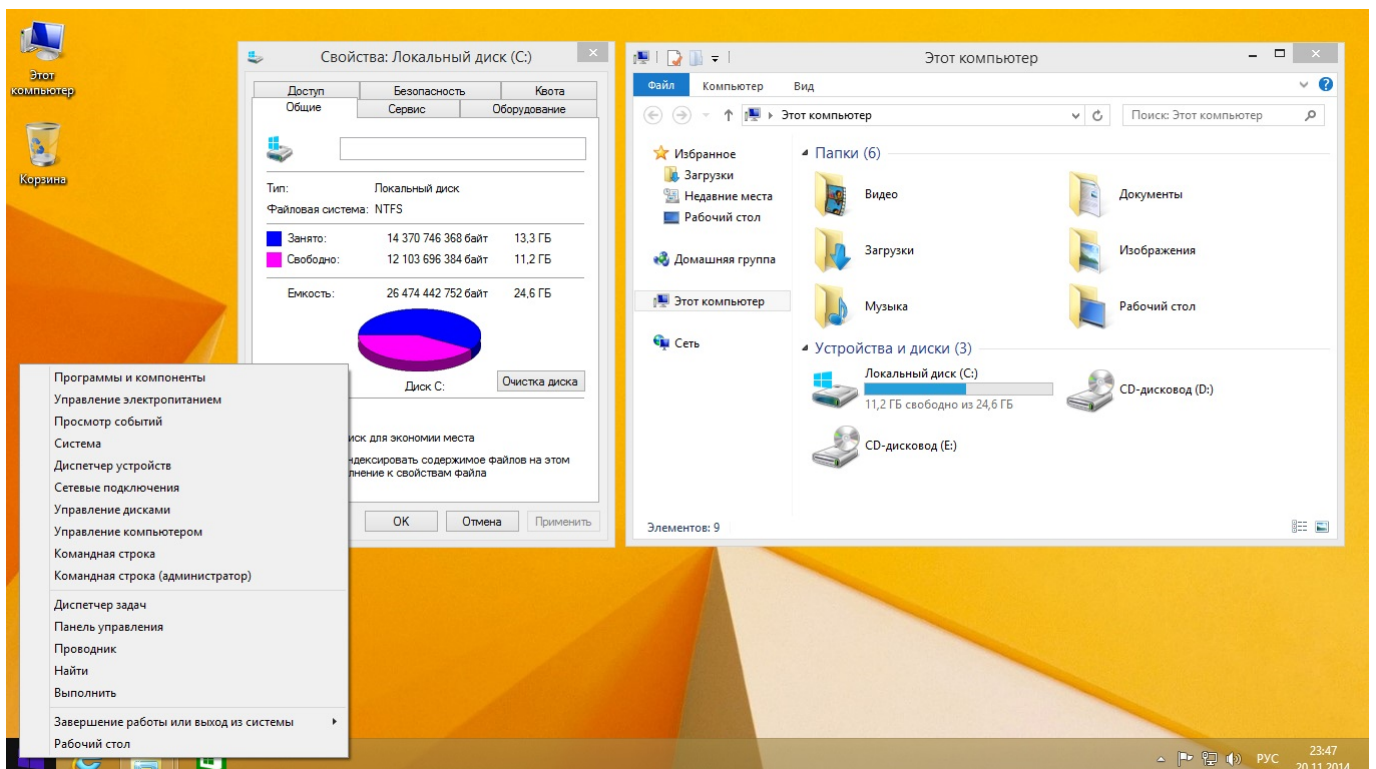 Этот
компьютер
Корзина
Свойства: Локальный диск (C:)
Доступ Безопасность Квота
Общие Сервис Оборудование
Тип: Локальный диск
Файловая система: NTFS
Занято: 14 370 746 368 байт 13,3 ГБ
Свободно: 12 103 696 384 байт 11,2 ГБ
Емкость: 26 474 442 752 байт 24,6 ГБ
Диск C: Очистка диска
для экономии места
содержимое файлов на этом
к свойствам файла
OK Отмена Применить
Этот компьютер
Файл Компьютер Вид
Этот компьютер Поиск: Этот компьютер
Избранное
Загрузки
Недавние места
Рабочий стол
Домашняя группа
Этот компьютер
Сеть
Папки (6)
Видео Документы
Загрузки Изображения
Музыка Рабочий стол
Устройства и диски (3)
Локальный диск (C:)
11,2 ГБ свободно из 24,6 ГБ
CD-дисковод (D:)
CD-дисковод (E:)
Элементов: 9
Программы и компоненты
Управление электропитанием
Просмотр событий
Система
Диспетчер устройств
Сетевые подключения
Управление дисками
Управление компьютером
Командная строка
Командная строка (администратор)
Диспетчер задач
Панель управления
Проводник
Найти
Выполнить
Завершение работы или выход из системы
Рабочий стол
РУС 23:47
20.11.2014